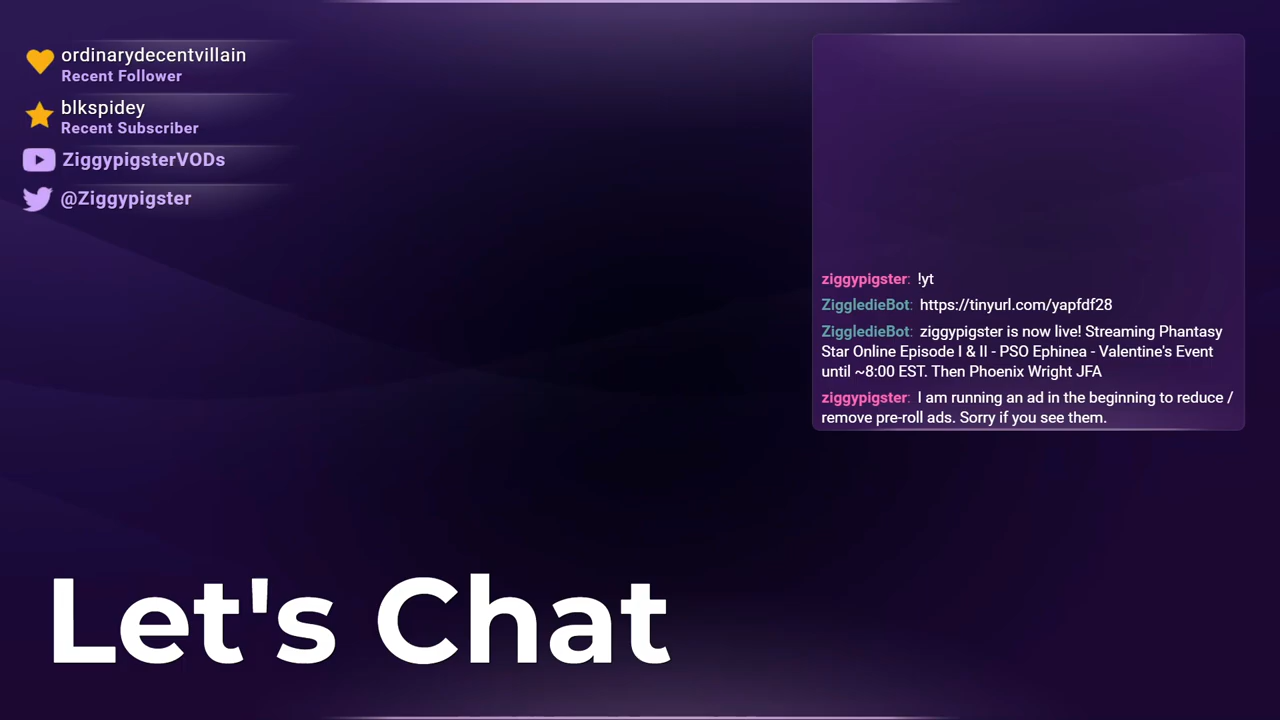 ordinarydecentvillain
Recent Follower
blkspidey
Recent Subscriber
ZiggypigsterVODs
@Ziggypigster
ziggypigster: !yt
ZiggledieBot: https://tinyurl.com/yapfdf28
ZiggledieBot: ziggypigster is now live! Streaming Phantasy
Star Online Episode I & II - PSO Ephinea - Valentine's Event
until ~8:00 EST. Then Phoenix Wright JFA
ziggypigster: I am running an ad in the beginning to reduce /
remove pre-roll ads. Sorry if you see them.
Let's Chat